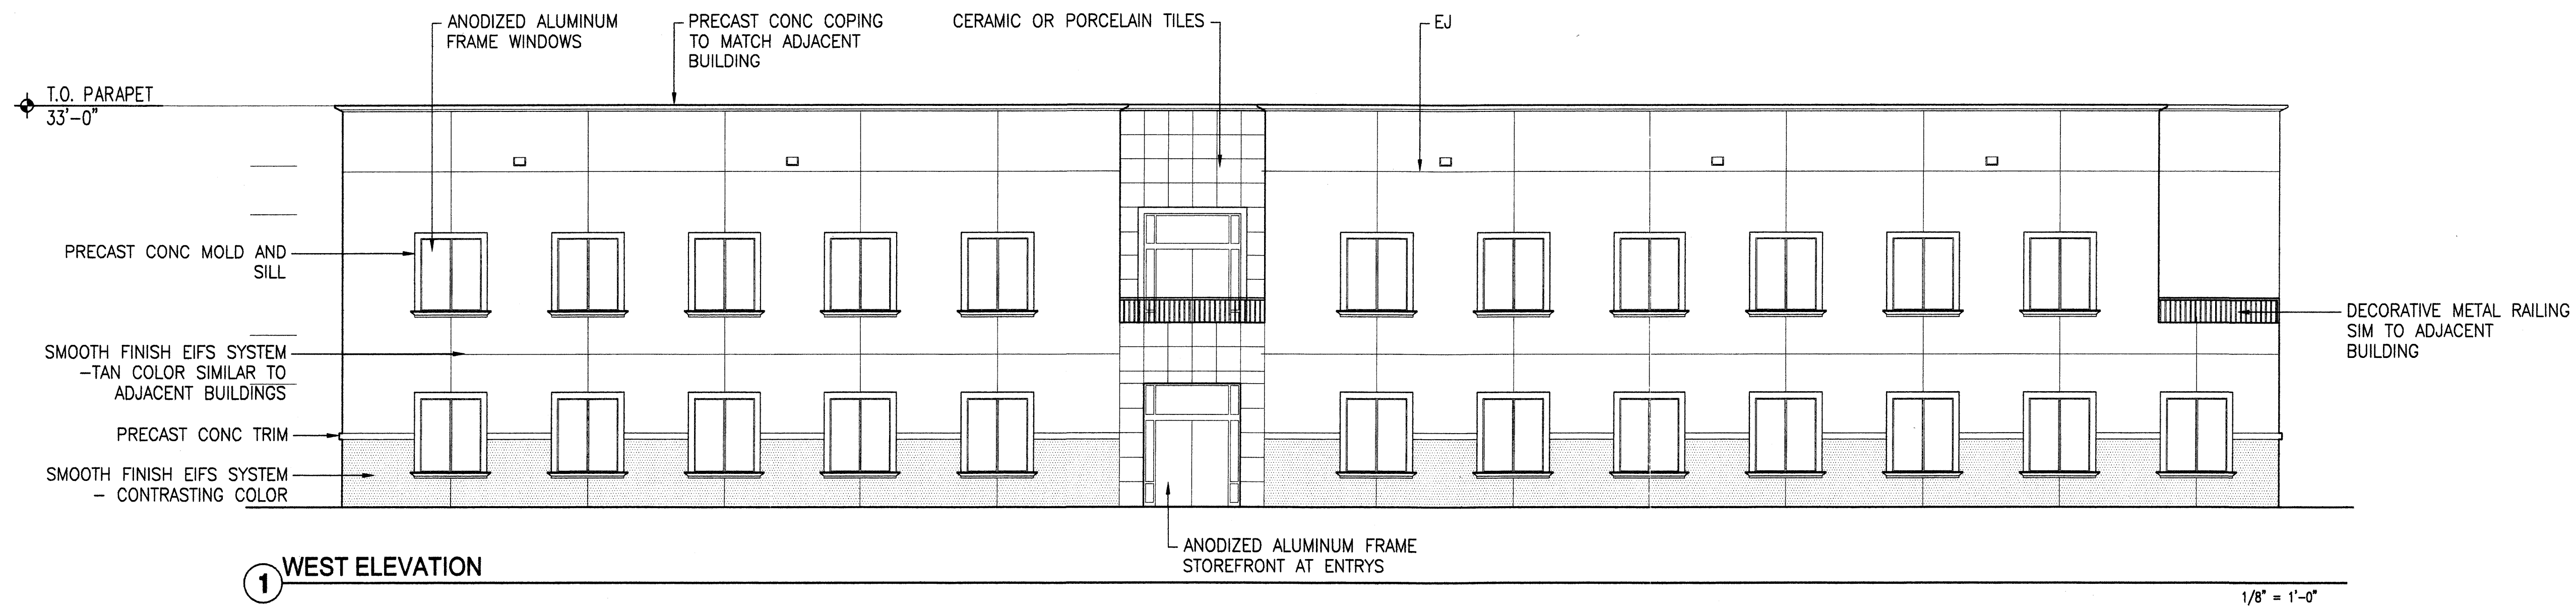 ANODIZED ALUMINUM
FRAME WINDOWS
PRECAST CONC COPING
TO MATCH ADJACENT
BUILDING
CERAMIC OR PORCELAIN TILES
EJ
T.O. PARAPET
33'-0"
PRECAST CONC MOLD AND
SILL
SMOOTH FINISH EIFS SYSTEM
-TAN COLOR SIMILAR TO
ADJACENT BUILDINGS
PRECAST CONC TRIM
SMOOTH FINISH EIFS SYSTEM
- CONTRASTING COLOR
DECORATIVE METAL RAILING
SIM TO ADJACENT
BUILDING
ANODIZED ALUMINUM FRAME
STOREFRONT AT ENTRYS
1 WEST ELEVATION
1/8" = 1'-0"